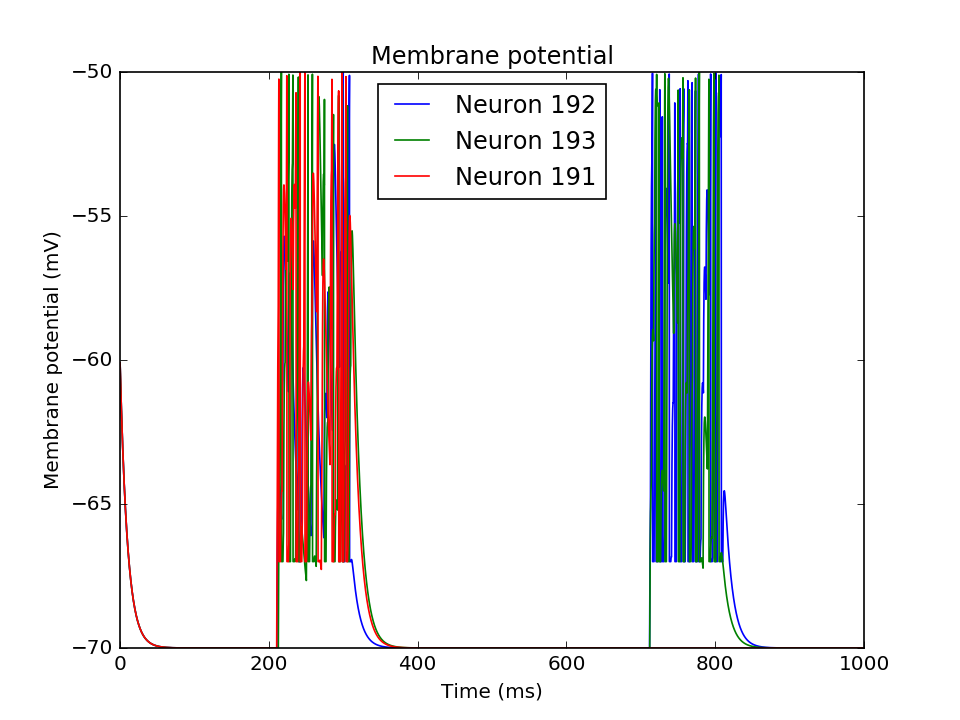 Membrane potential
−50
−55
−60
−65
−70
Membrane potential (mV)
Neuron 192
Neuron 193
Neuron 191
0
200
400
600
800
1000
Time (ms)